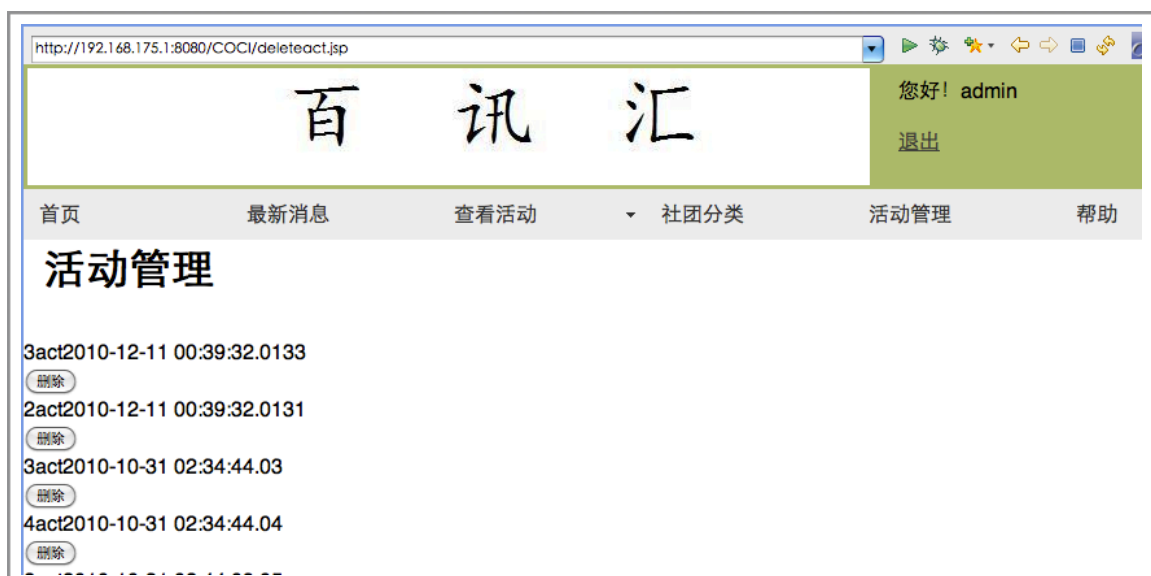 http://192.168.175.1:8080/COCI/deleteact.jsp
百 讯 汇
您好！admin
退出
首页 最新消息 查看活动 社团分类 活动管理 帮助
活动管理
3act2010-12-11 00:39:32.0133
删除
2act2010-12-11 00:39:32.0131
删除
3act2010-10-31 02:34:44.03
删除
4act2010-10-31 02:34:44.04
删除